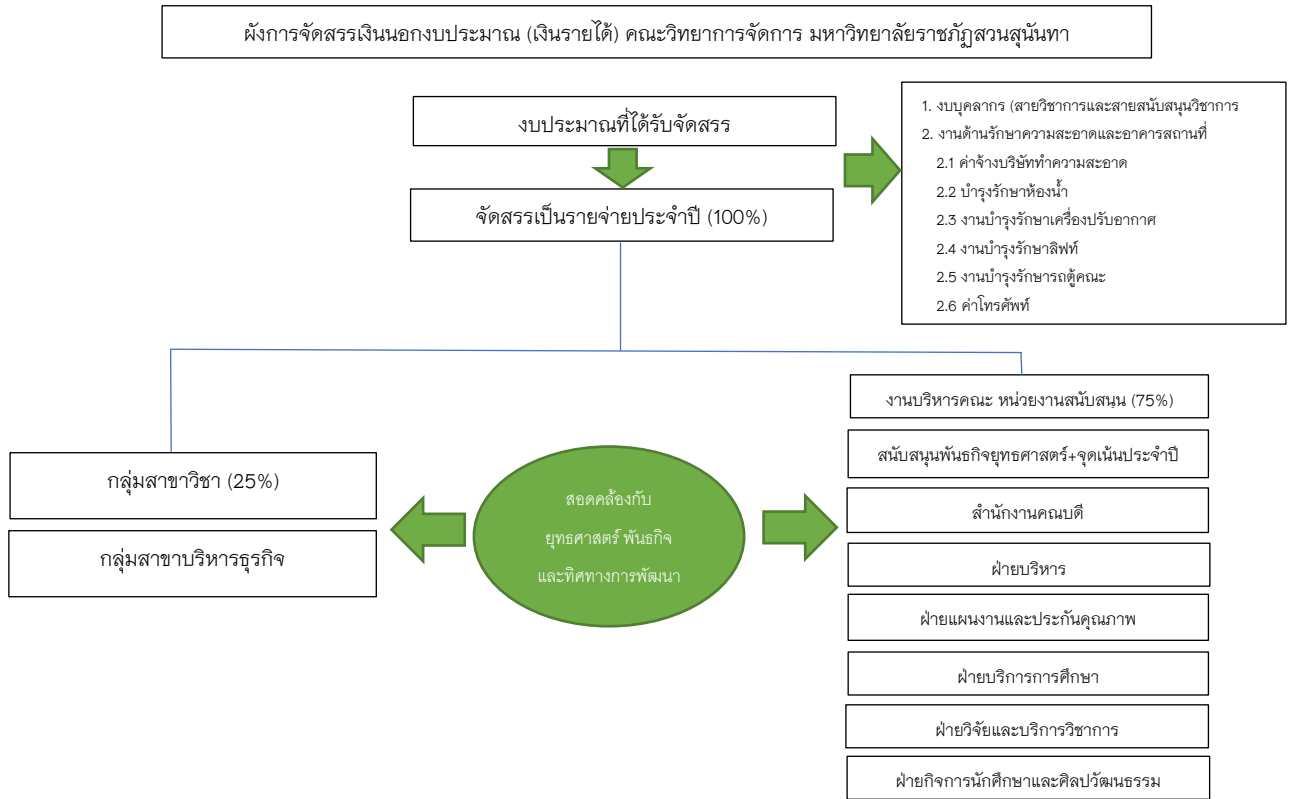 ผังการจัดสรรเงินนอกงบประมาณ (เงินรายได้) คณะวิทยาการจัดการ มหาวิทยาลัยราชภัฏสวนสุนันทา
งบประมาณที่ได้รับจัดสรร
จัดสรรเป็นรายจ่ายประจำปี (100%)
1. งบบุคลากร (สายวิชาการและสายสนับสนุนวิชาการ
2. งานด้านรักษาความสะอาดและอาคารสถานที่
2.1 ค่าจ้างบริษัททำความสะอาด
2.2 บำรุงรักษาห้องน้ำ
2.3 งานบำรุงรักษาเครื่องปรับอากาศ
2.4 งานบำรุงรักษาลิฟท์
2.5 งานบำรุงรักษารถตู้คณะ
2.6 ค่าโทรศัพท์
กลุ่มสาขาวิชา (25%)
กลุ่มสาขาบริหารธุรกิจ
สอดคล้องกับ
ยุทธศาสตร์ พันธกิจ
และทิศทางการพัฒนา
งานบริหารคณะ หน่วยงานสนับสนุน (75%)
สนับสนุนพันธกิจยุทธศาสตร์+จุดเน้นประจำปี
สำนักงานคณบดี
ฝ่ายบริหาร
ฝ่ายแผนงานและประกันคุณภาพ
ฝ่ายบริการการศึกษา
ฝ่ายวิจัยและบริการวิชาการ
ฝ่ายกิจการนักศึกษาและศิลปวัฒนธรรม